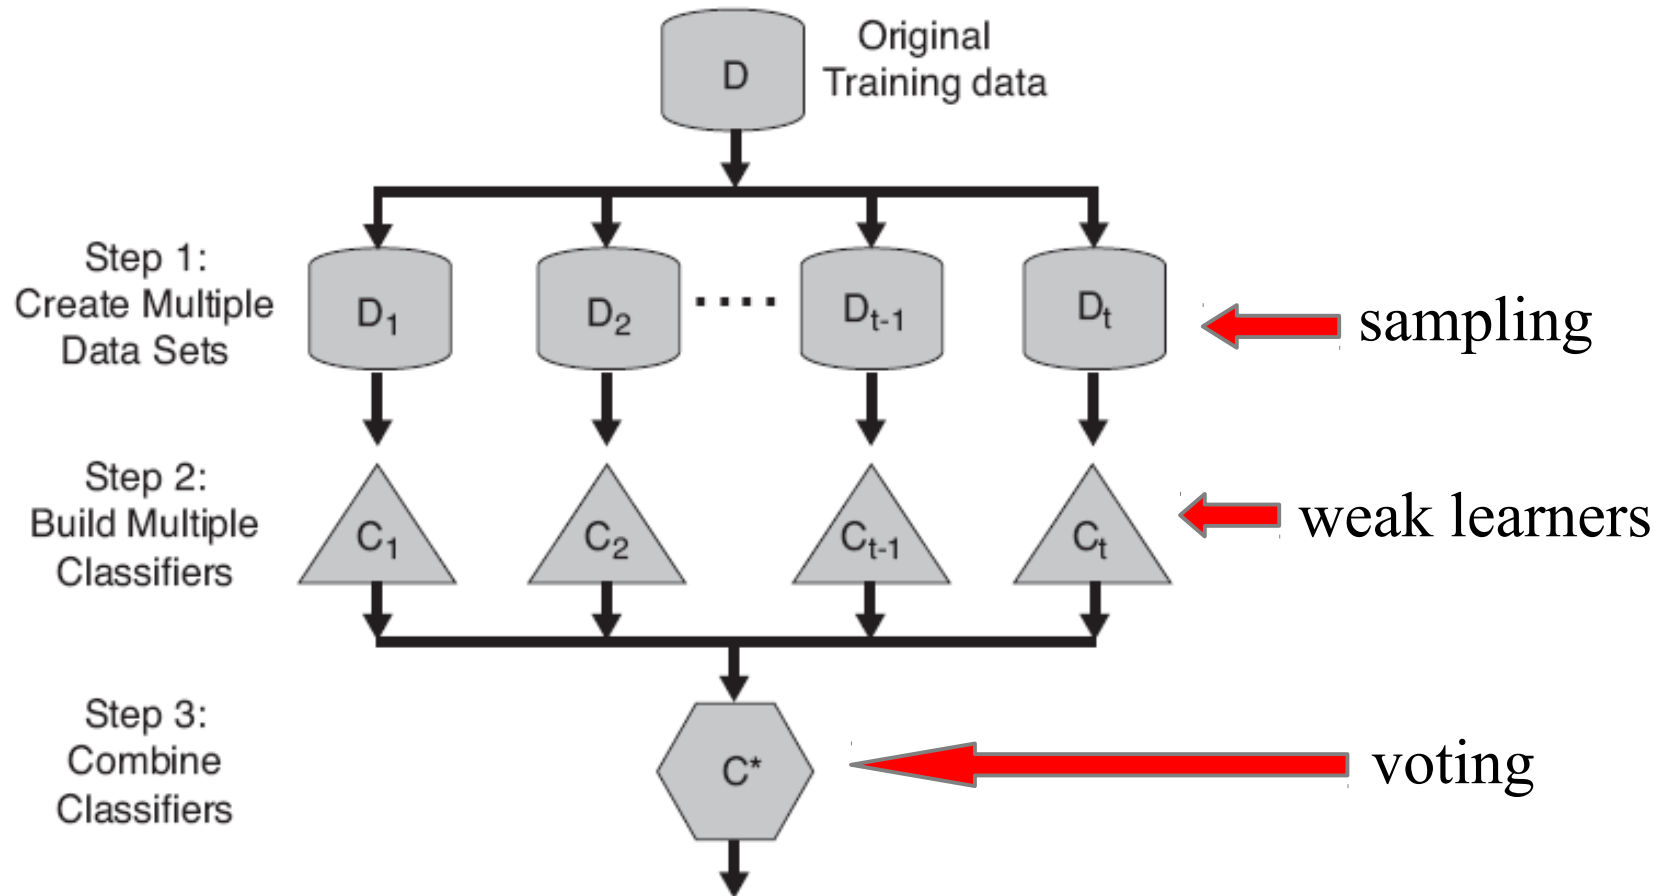 Original
Training data
D
Step 1:
Create Multiple
Data Sets
D₁
D₂
....
Dₜ₋₁
Dₜ
sampling
Step 2:
Build Multiple
Classifiers
C₁
C₂
Cₜ₋₁
Cₜ
weak learners
Step 3:
Combine
Classifiers
C*
voting